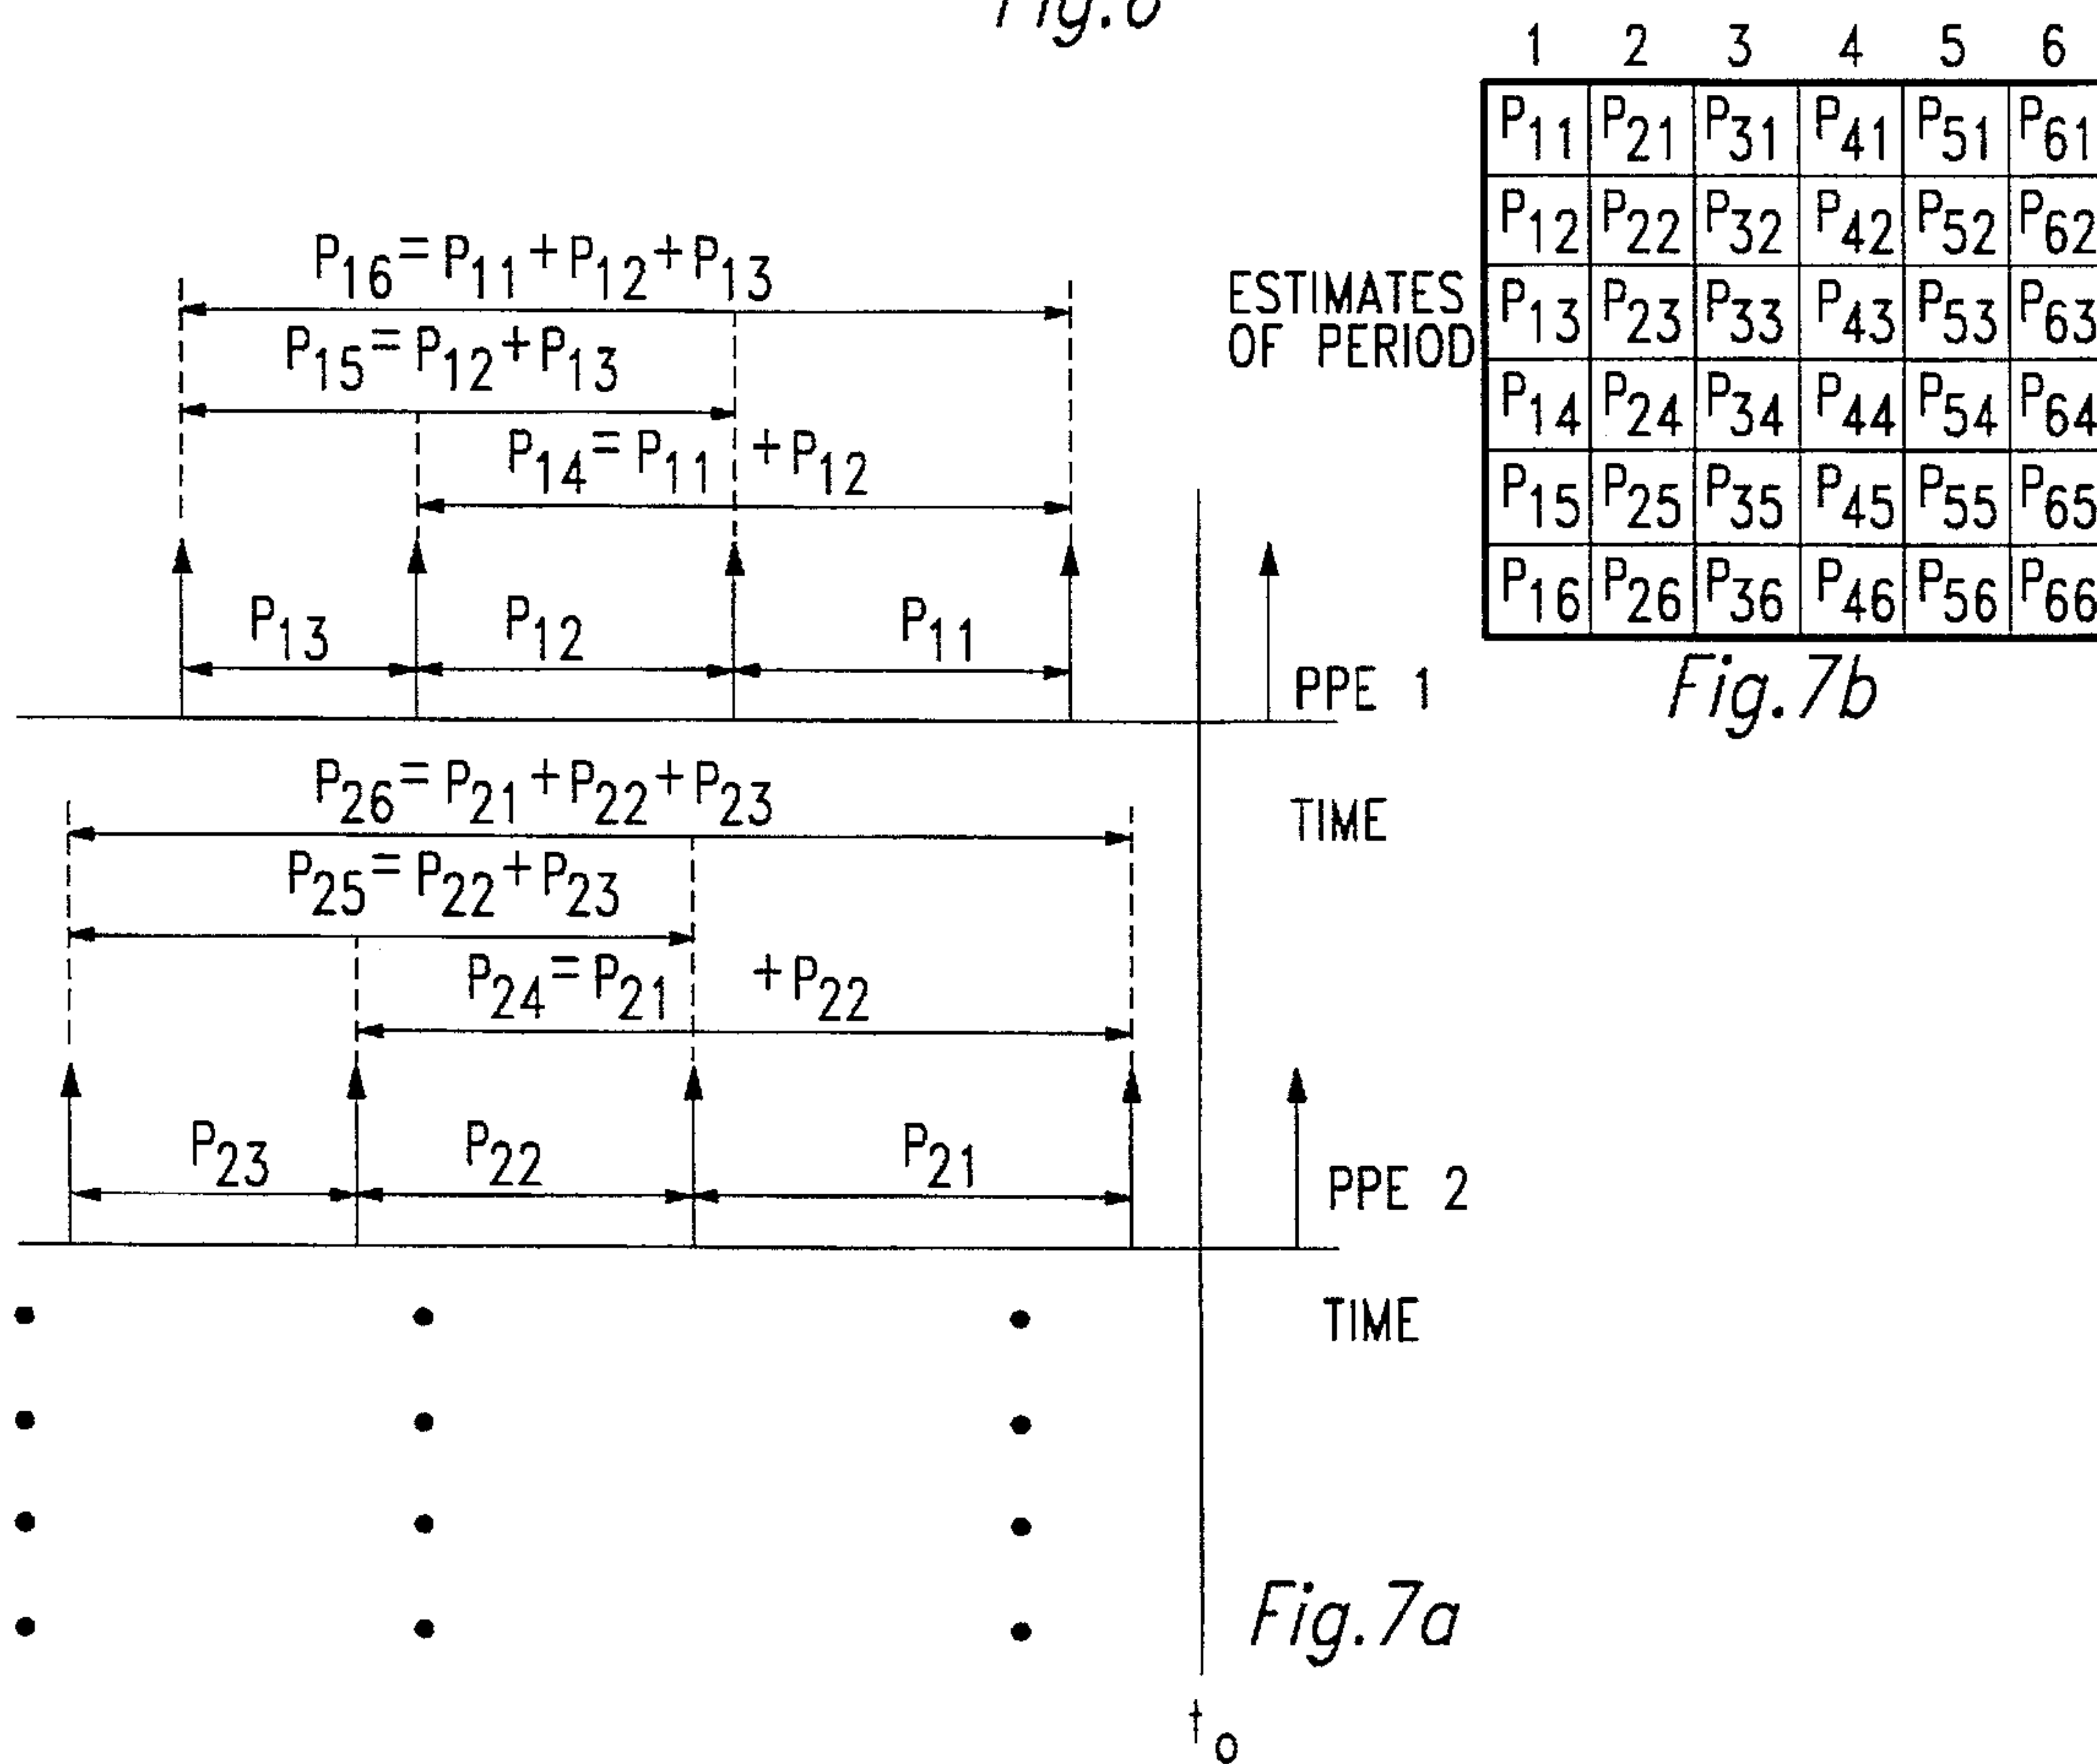 Fig.6
1 2 3 4 5 6
P11 P21 P31 P41 P51 P61
P12 P22 P32 P42 P52 P62
P13 P23 P33 P43 P53 P63
P14 P24 P34 P44 P54 P64
P15 P25 P35 P45 P55 P65
P16 P26 P36 P46 P56 P66
ESTIMATES
OF PERIOD
Fig.7b
P16=P11+P12+P13
P15=P12+P13
P14=P11 +P12
P13 P12 P11
PPE 1
TIME
P26=P21+P22+P23
P25=P22+P23
P24=P21 +P22
P23 P22 P21
PPE 2
TIME
Fig.7a
to